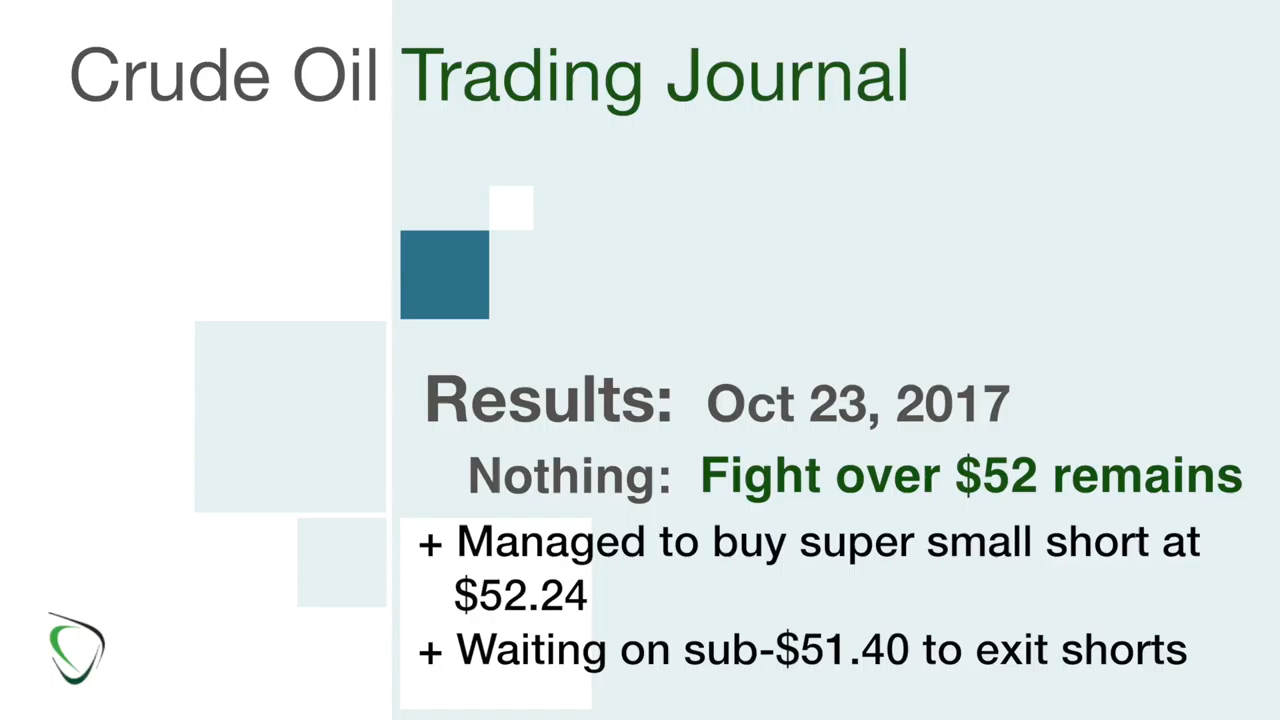 Crude Oil Trading Journal
Results: Oct 23, 2017
Nothing: Fight over $52 remains
+ Managed to buy super small short at
$52.24
+ Waiting on sub-$51.40 to exit shorts